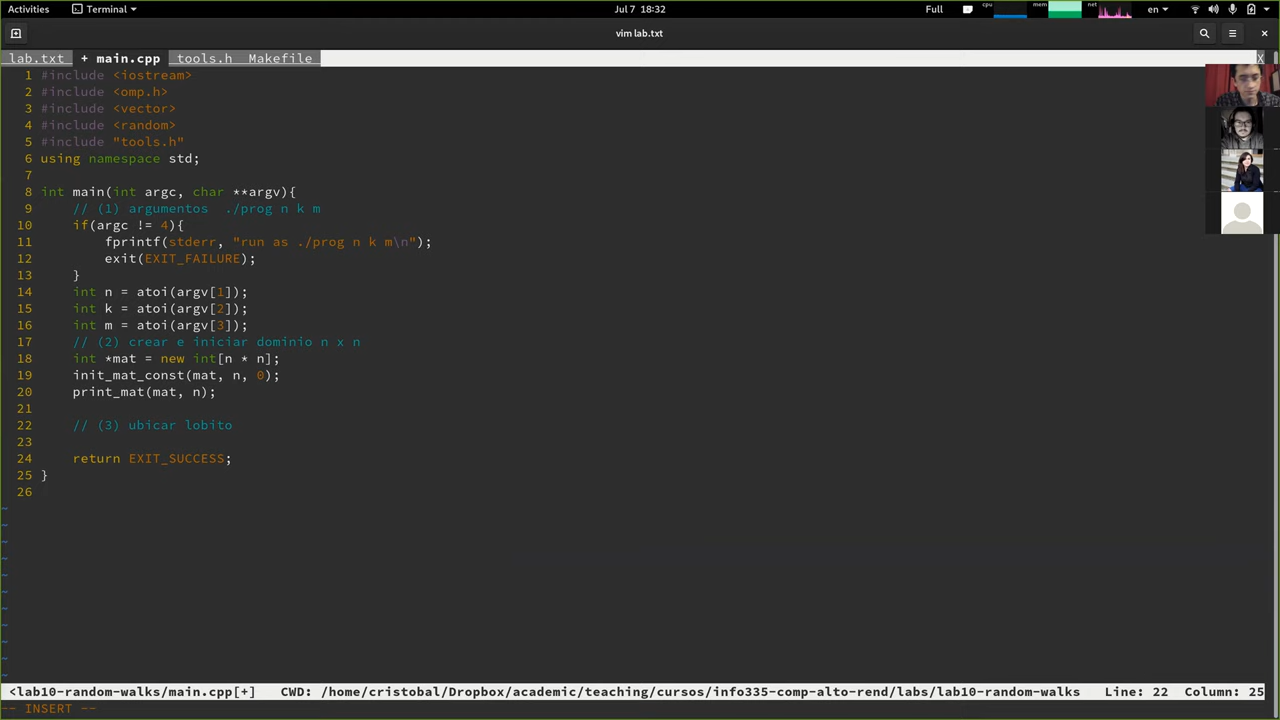 Activities Terminal Jul 7 18:32 Full cpu mem net en
vim lab.txt
lab.txt + main.cpp tools.h Makefile X
1 #include <iostream>
2 #include <omp.h>
3 #include <vector>
4 #include <random>
5 #include "tools.h"
6 using namespace std;
7
8 int main(int argc, char **argv){
9     // (1) argumentos  ./prog n k m
10     if(argc != 4){
11         fprintf(stderr, "run as ./prog n k m\n");
12         exit(EXIT_FAILURE);
13     }
14     int n = atoi(argv[1]);
15     int k = atoi(argv[2]);
16     int m = atoi(argv[3]);
17     // (2) crear e iniciar dominio n x n
18     int *mat = new int[n * n];
19     init_mat_const(mat, n, 0);
20     print_mat(mat, n);
21
22     // (3) ubicar lobito
23
24     return EXIT_SUCCESS;
25 }
26
~
~
~
~
~
~
~
~
~
~
~
<lab10-random-walks/main.cpp[+] CWD: /home/cristobal/Dropbox/academic/teaching/cursos/info335-comp-alto-rend/labs/lab10-random-walks Line: 22 Column: 25
-- INSERT --